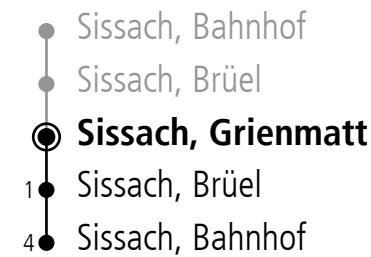 Sissach, Bahnhof
Sissach, Brüel
Sissach, Grienmatt
1 Sissach, Brüel
4 Sissach, Bahnhof